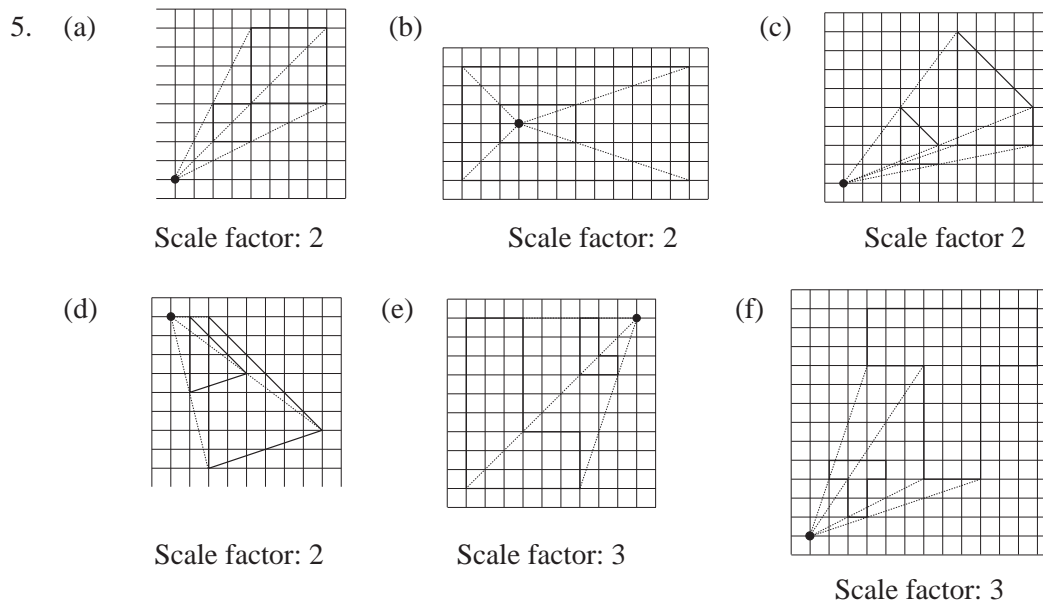 5. (a) (b) (c)
Scale factor: 2 Scale factor: 2 Scale factor 2
(d) (e) (f)
Scale factor: 2 Scale factor: 3
Scale factor: 3